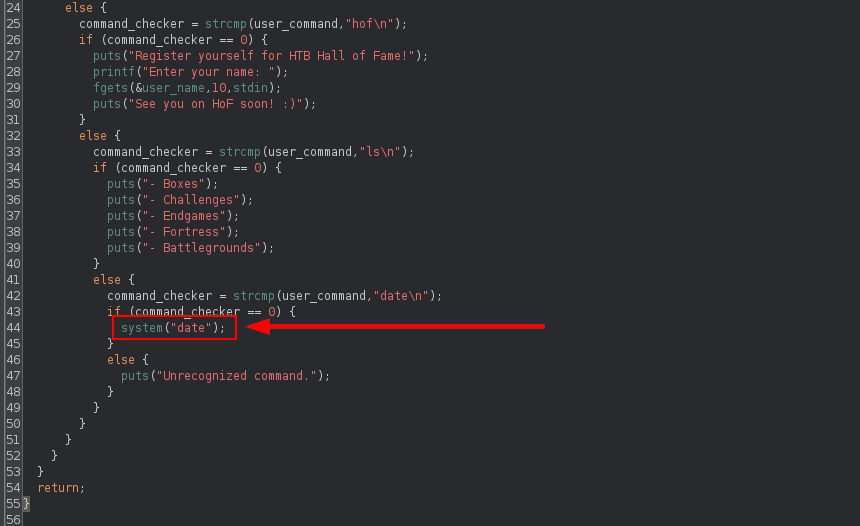 24 else {
25 command_checker = strcmp(user_command,"hof\n");
26 if (command_checker == 0) {
27 puts("Register yourself for HTB Hall of Fame!");
28 printf("Enter your name: ");
29 fgets(&user_name,10,stdin);
30 puts("See you on HoF soon! :)");
31 }
32 else {
33 command_checker = strcmp(user_command,"ls\n");
34 if (command_checker == 0) {
35 puts("- Boxes");
36 puts("- Challenges");
37 puts("- Endgames");
38 puts("- Fortress");
39 puts("- Battlegrounds");
40 }
41 else {
42 command_checker = strcmp(user_command,"date\n");
43 if (command_checker == 0) {
44 system("date");
45 }
46 else {
47 puts("Unrecognized command.");
48 }
49 }
50 }
51 }
52 }
53 }
54 return;
55 }
56